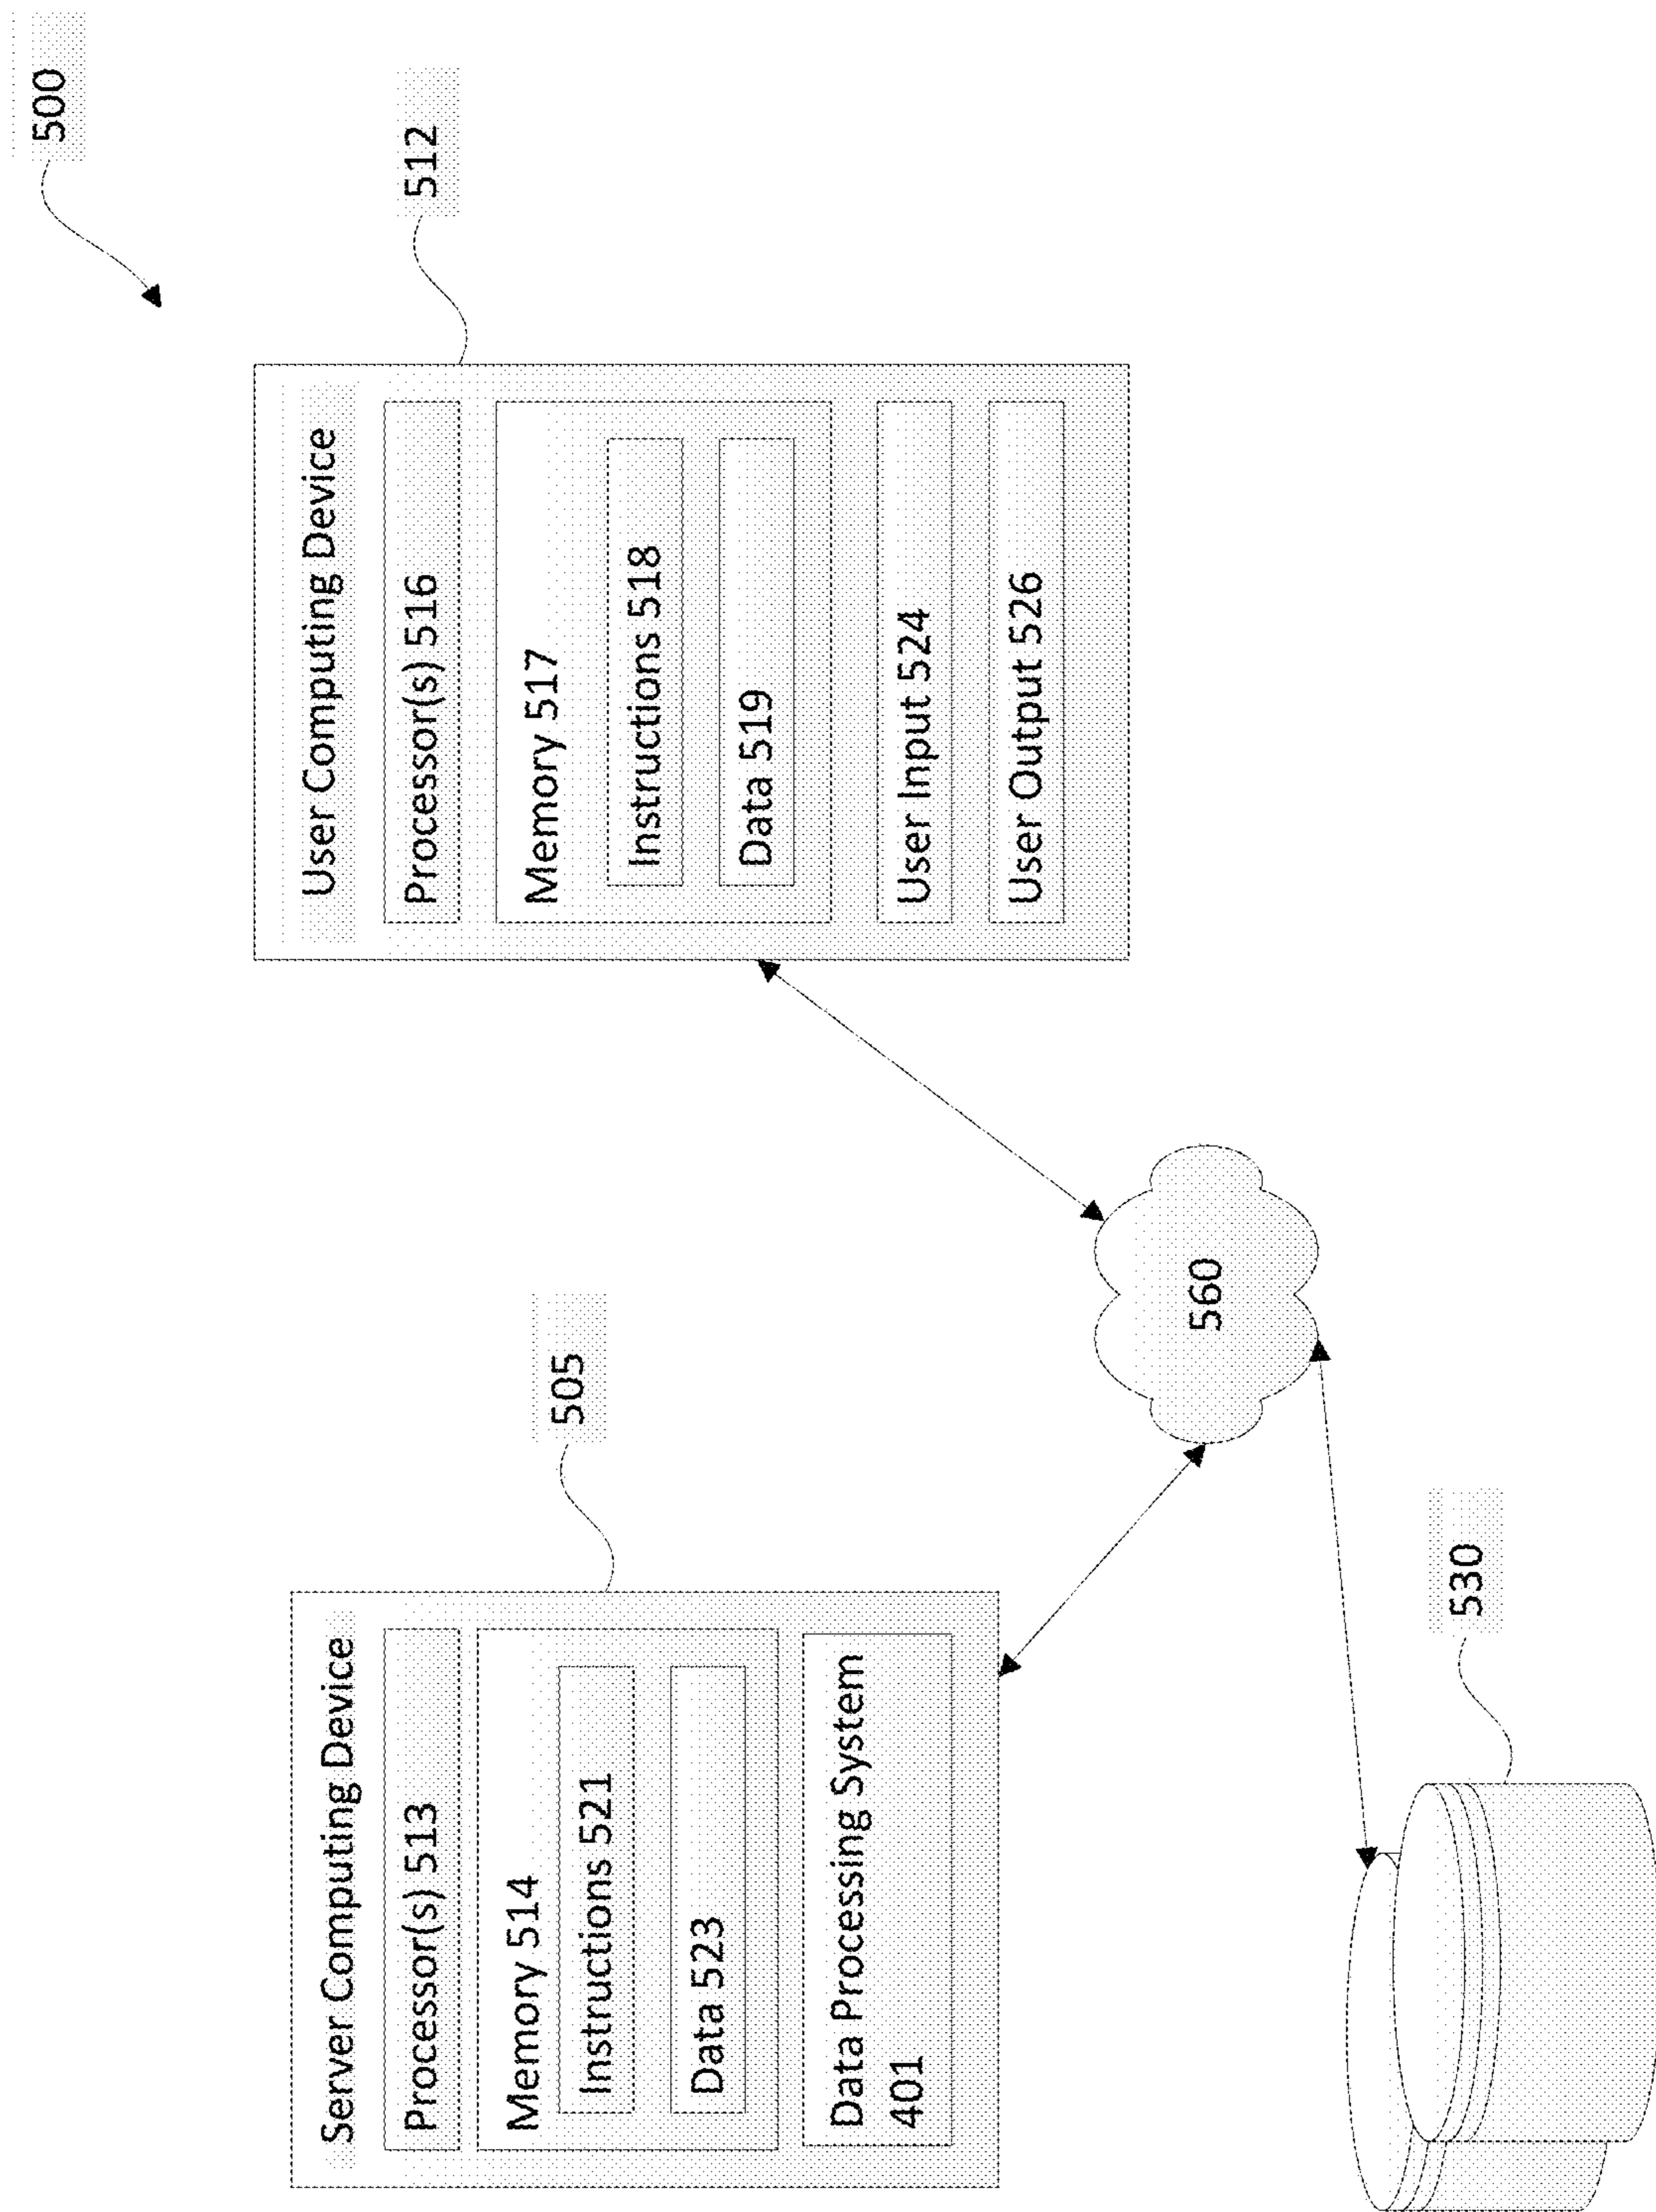 500
Server Computing Device
Processor(s) 513
Memory 514
Instructions 521
Data 523
Data Processing System
401
505
User Computing Device
Processor(s) 516
Memory 517
Instructions 518
Data 519
User Input 524
User Output 526
512
560
530